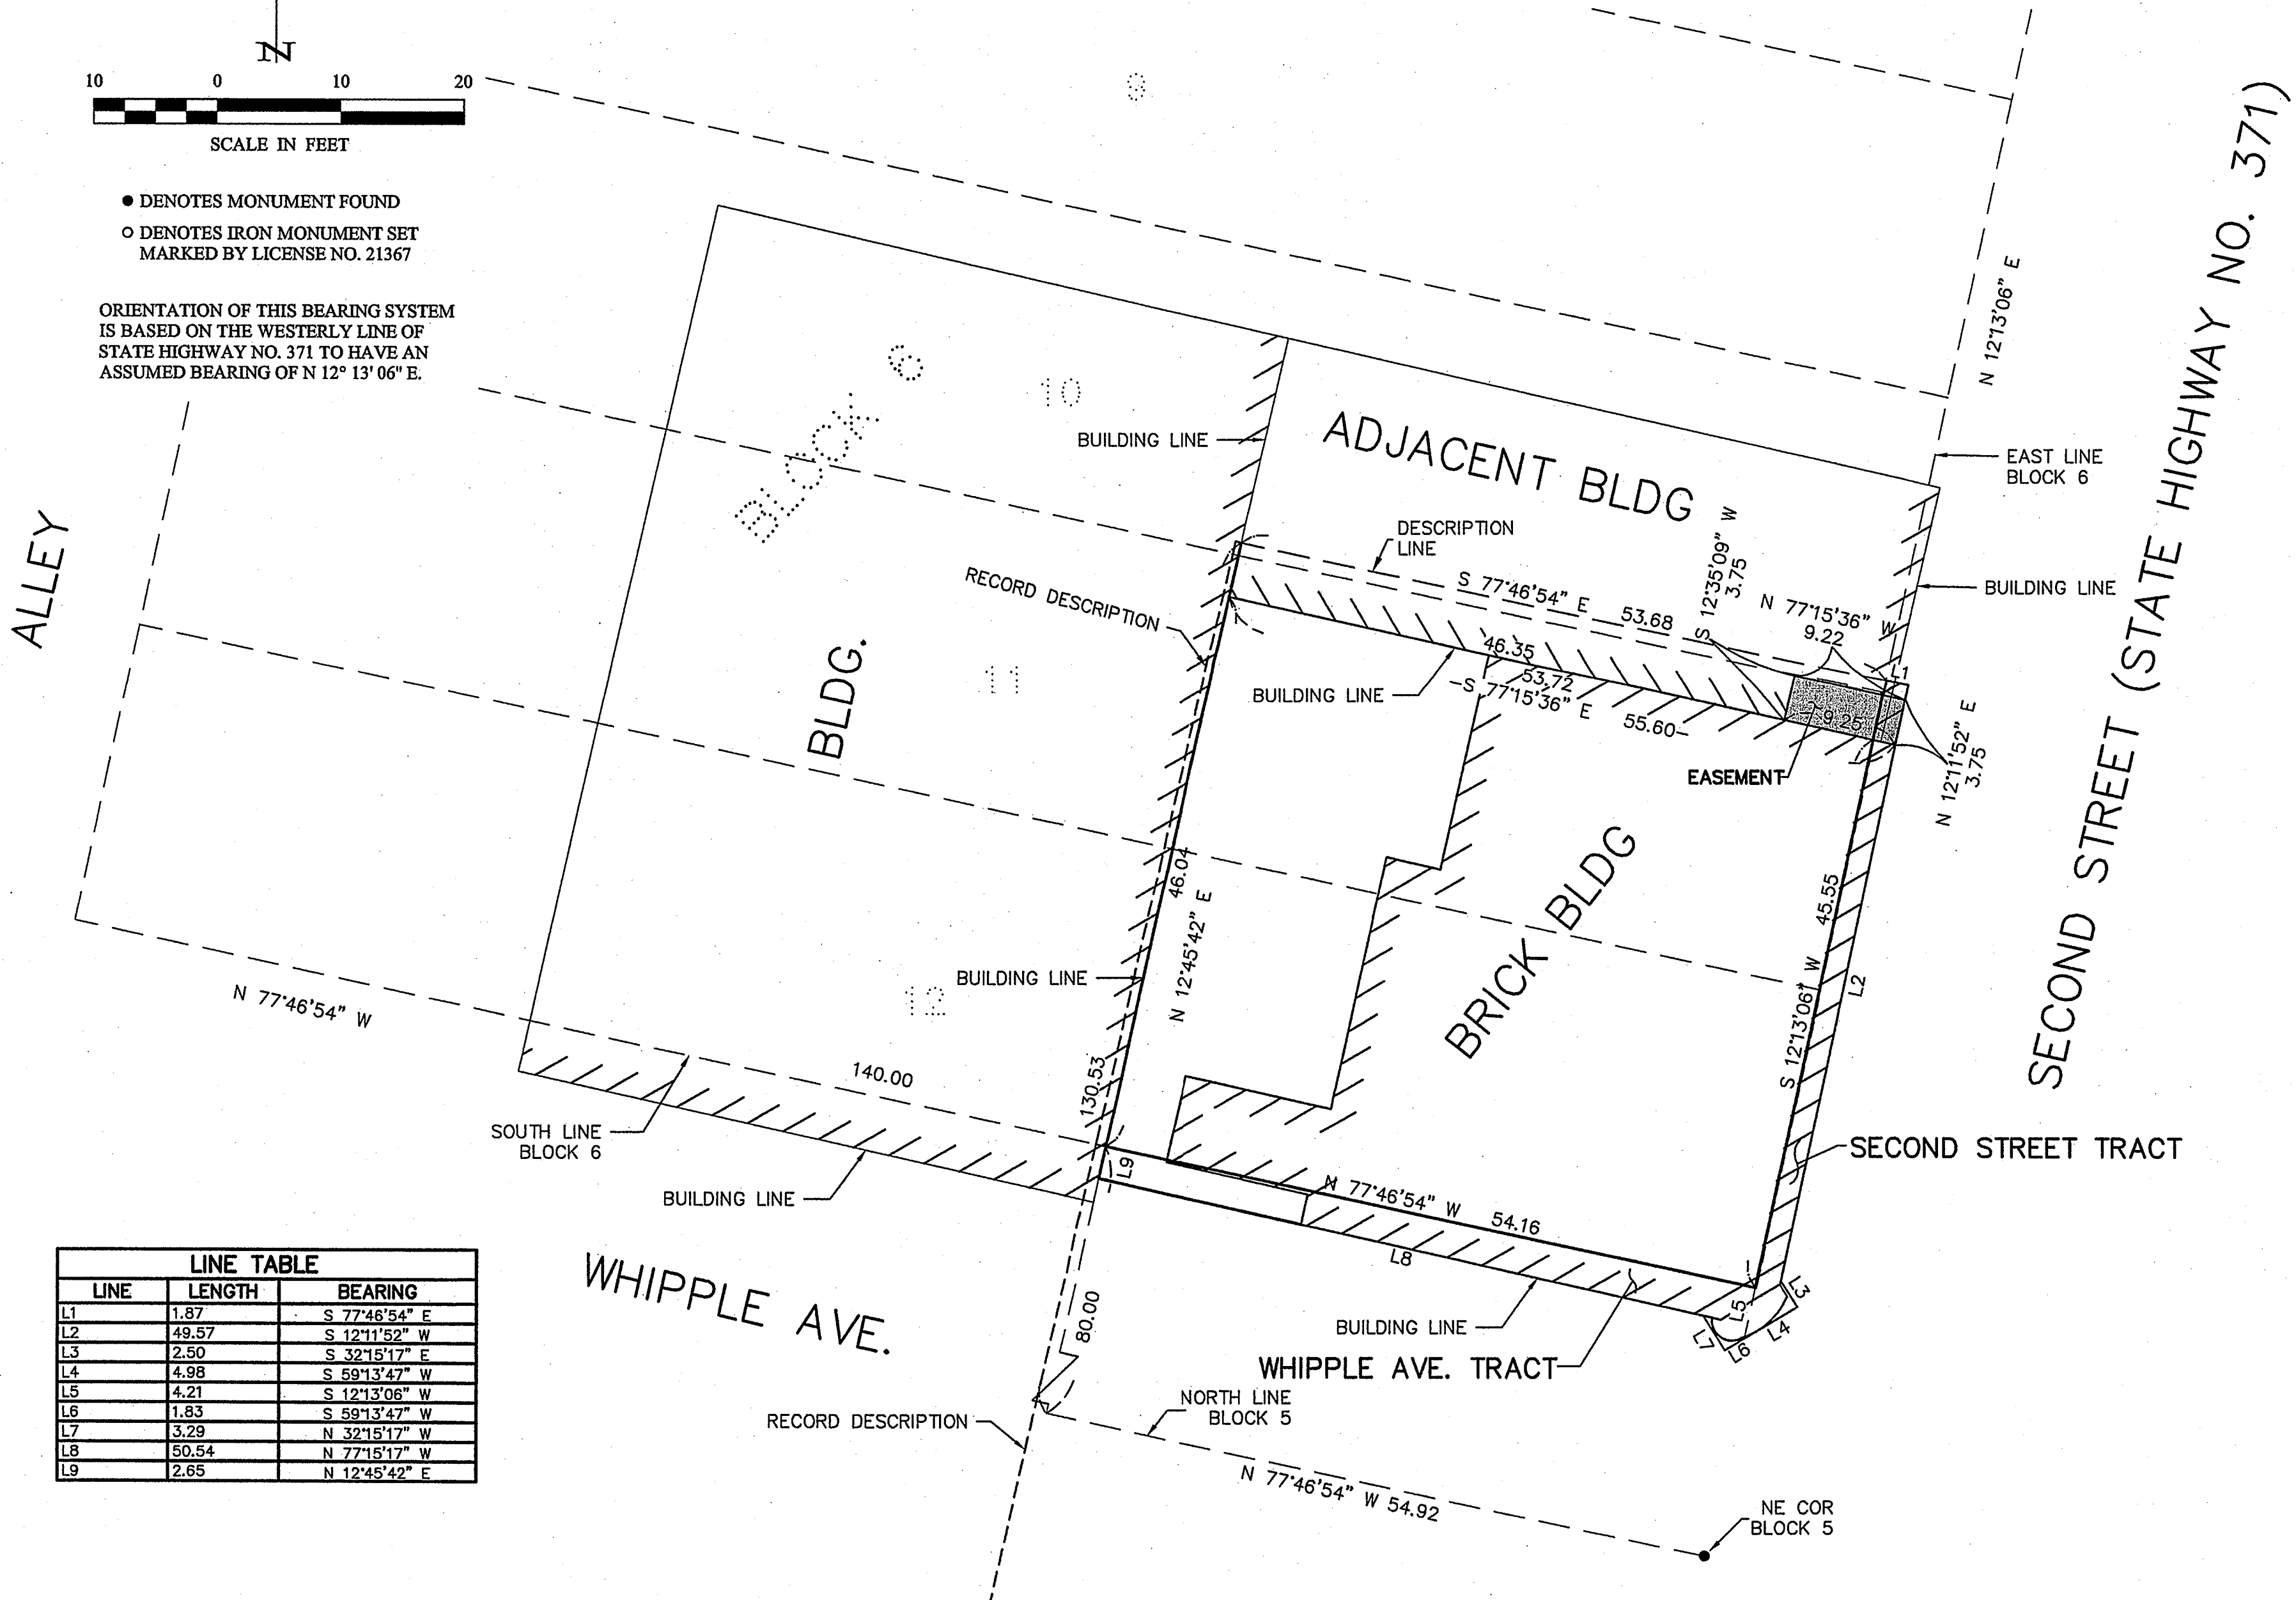 N
10 0 10 20
SCALE IN FEET
● DENOTES MONUMENT FOUND
○ DENOTES IRON MONUMENT SET
MARKED BY LICENSE NO. 21367
ORIENTATION OF THIS BEARING SYSTEM
IS BASED ON THE WESTERLY LINE OF
STATE HIGHWAY NO. 371 TO HAVE AN
ASSUMED BEARING OF N 12° 13' 06" E.
9
N 12°13'06" E
SECOND STREET (STATE HIGHWAY NO. 371)
BLOCK 6
10
BUILDING LINE
ADJACENT BLDG
EAST LINE
BLOCK 6
DESCRIPTION
LINE
S 12°35'09" W
3.75
BUILDING LINE
ALLEY
RECORD DESCRIPTION
S 77°46'54" E 53.68
N 77°15'36" W
9.22
L1
BLDG.
11
46.35
53.72
S 77°15'36" E 55.60
BUILDING LINE
9.25
EASEMENT
N 12°11'52" E
3.75
46.04
N 12°45'42" E
BRICK BLDG
45.55
S 12°13'06" W
L2
BUILDING LINE
12
N 77°46'54" W
140.00
130.53
SOUTH LINE
BLOCK 6
BUILDING LINE
L9
N 77°46'54" W 54.16
SECOND STREET TRACT
L8
L3
L5
L4
L7
L6
WHIPPLE AVE.
80.00
BUILDING LINE
WHIPPLE AVE. TRACT
RECORD DESCRIPTION
NORTH LINE
BLOCK 5
N 77°46'54" W 54.92
NE COR
BLOCK 5
LINE TABLE
LINE LENGTH BEARING
L1 1.87 S 77°46'54" E
L2 49.57 S 12°11'52" W
L3 2.50 S 32°15'17" E
L4 4.98 S 59°13'47" W
L5 4.21 S 12°13'06" W
L6 1.83 S 59°13'47" W
L7 3.29 N 32°15'17" W
L8 50.54 N 77°15'17" W
L9 2.65 N 12°45'42" E